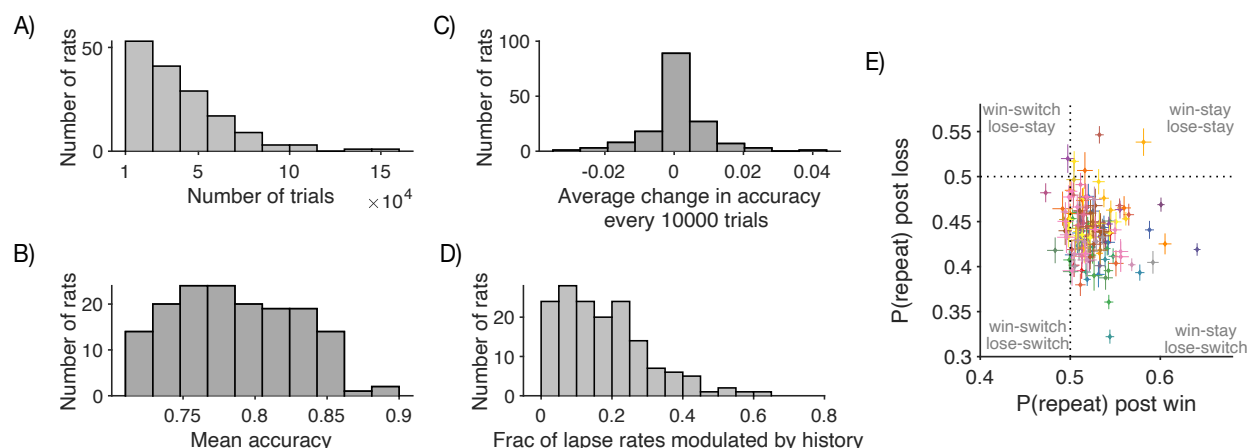 A)
Number of rats
50
0
1
5
10
15
Number of trials
× 10⁴
B)
Number of rats
20
10
0
0.75
0.8
0.85
0.9
Mean accuracy
C)
Number of rats
100
50
0
-0.02
0
0.02
0.04
Average change in accuracy
every 10000 trials
D)
Number of rats
20
10
0
0
0.2
0.4
0.6
0.8
Frac of lapse rates modulated by history
E)
win-switch
lose-stay
win-stay
lose-stay
P(repeat) post loss
0.55
0.5
0.45
0.4
0.35
0.3
win-switch
lose-switch
win-stay
lose-switch
0.4
0.5
0.6
P(repeat) post win